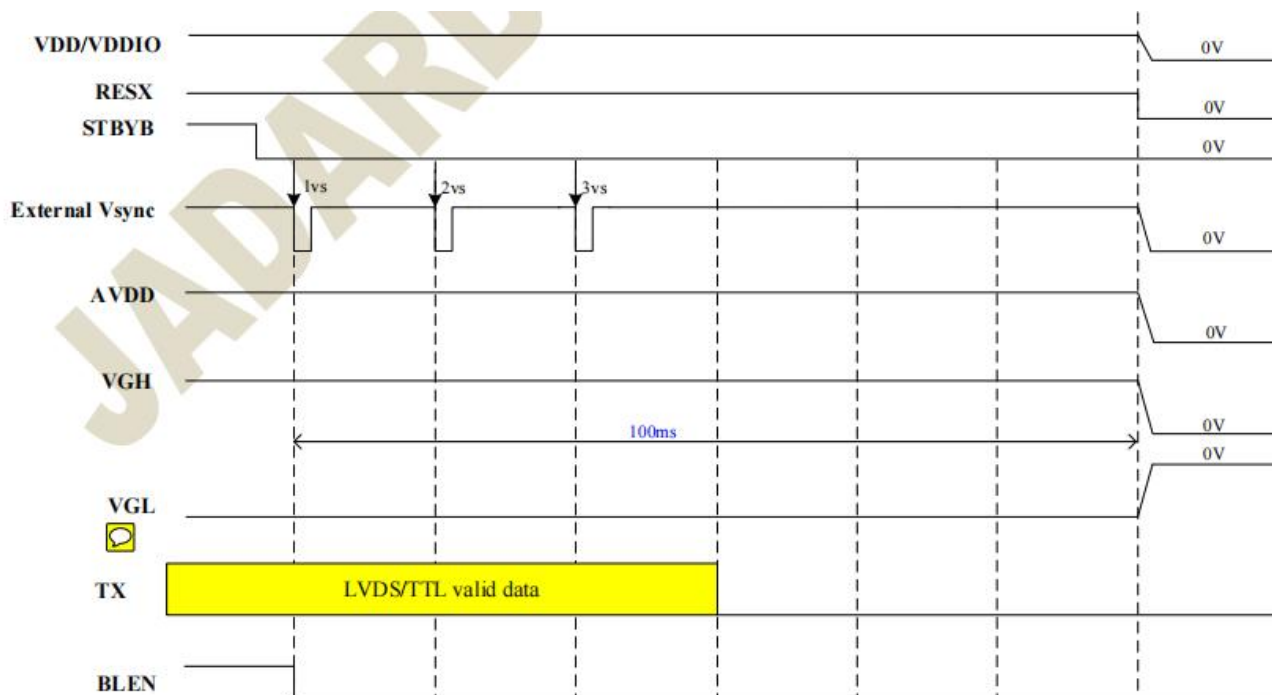 VDD/VDDIO
0V
RESX
0V
STBYB
0V
1vs
2vs
3vs
External Vsync
0V
AVDD
0V
VGH
0V
100ms
0V
VGL
TX
LVDS/TTL valid data
BLEN
JADARD